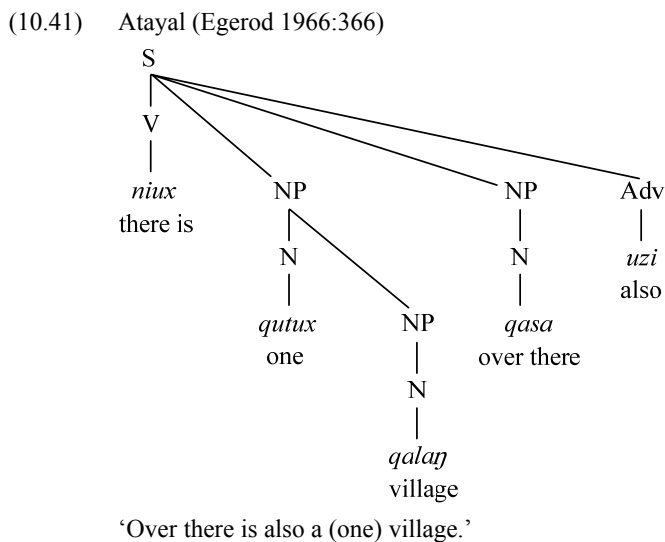 (10.41) Atayal (Egerod 1966:366)
S
V
niux NP NP Adv
there is N N uzi
also
qutux NP qasa
one over there
N
qalaŋ
village
‘Over there is also a (one) village.’